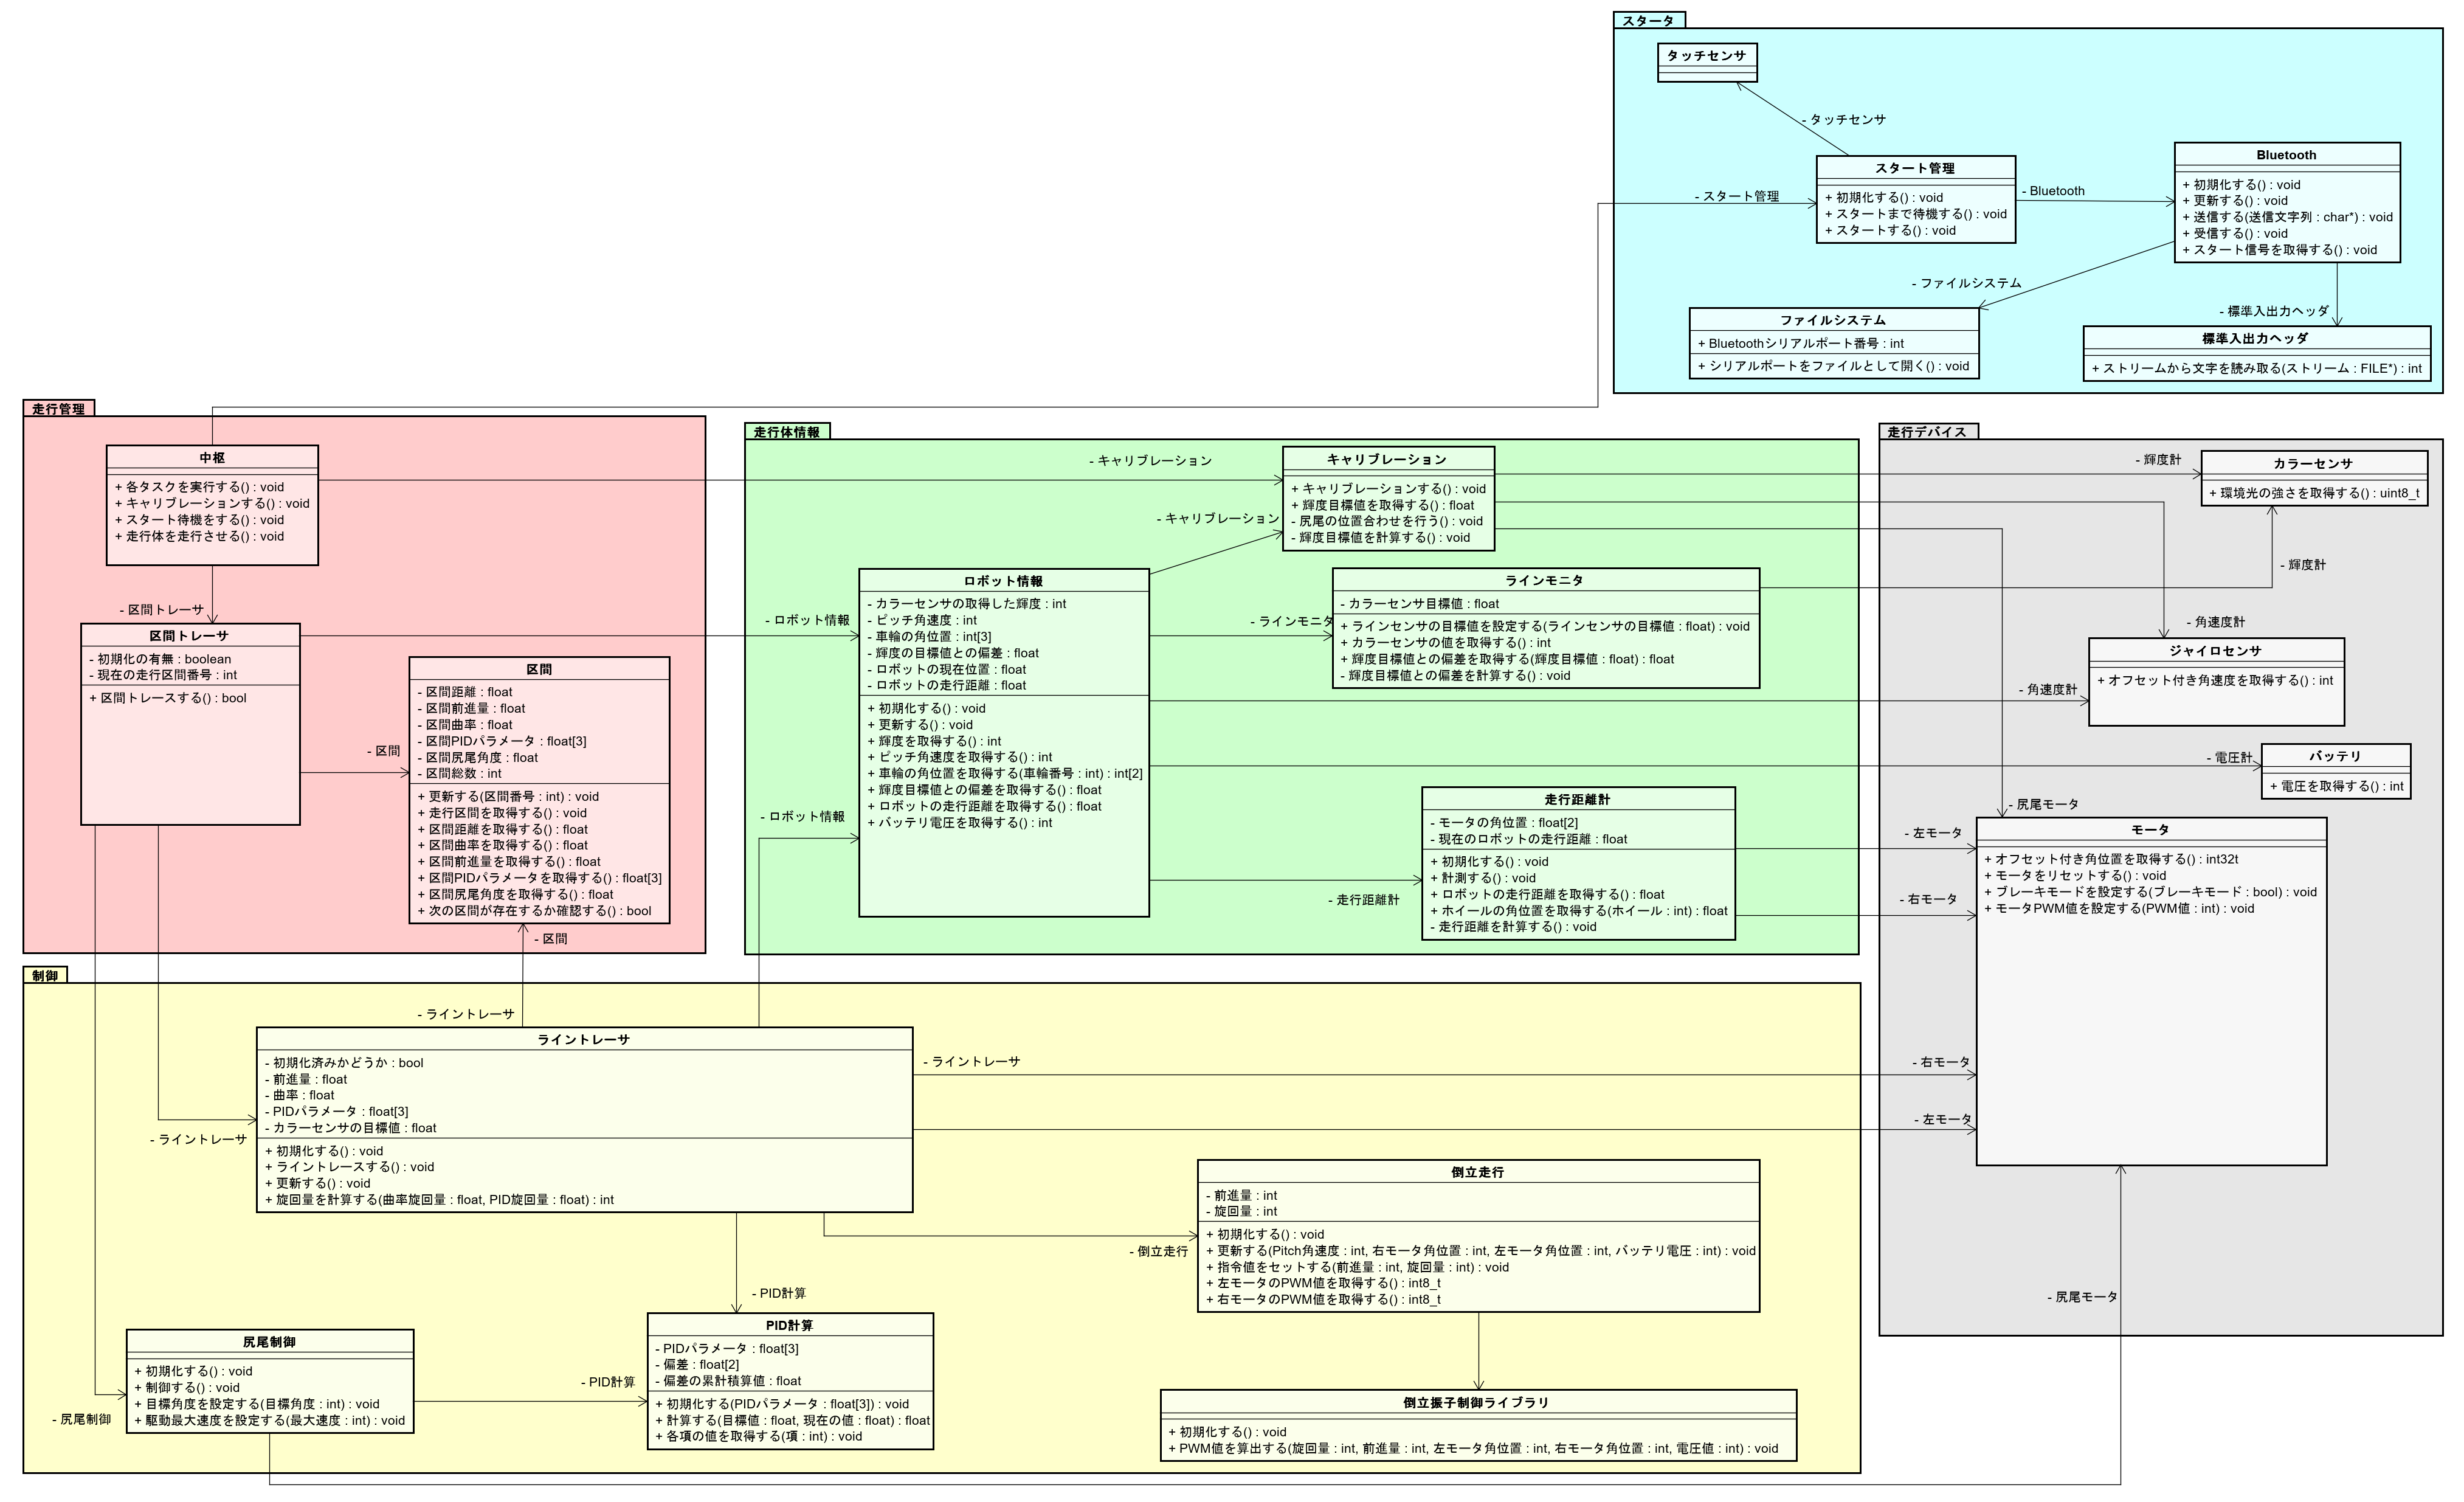 スタータ
タッチセンサ
- タッチセンサ
スタート管理
+ 初期化する() : void
+ スタートまで待機する() : void
+ スタートする() : void
- スタート管理
- Bluetooth
Bluetooth
+ 初期化する() : void
+ 更新する() : void
+ 送信する(送信文字列 : char*) : void
+ 受信する() : void
+ スタート信号を取得する() : void
- ファイルシステム
- 標準入出力ヘッダ
ファイルシステム
+ Bluetoothシリアルポート番号 : int
+ シリアルポートをファイルとして開く() : void
標準入出力ヘッダ
+ ストリームから文字を読み取る(ストリーム : FILE*) : int
走行管理
中枢
+ 各タスクを実行する() : void
+ キャリブレーションする() : void
+ スタート待機をする() : void
+ 走行体を走行させる() : void
- 区間トレーサ
区間トレーサ
- 初期化の有無 : boolean
- 現在の走行区間番号 : int
+ 区間トレースする() : bool
- 区間
区間
- 区間距離 : float
- 区間前進量 : float
- 区間曲率 : float
- 区間PIDパラメータ : float[3]
- 区間尻尾角度 : float
- 区間総数 : int
+ 更新する(区間番号 : int) : void
+ 走行区間を取得する() : void
+ 区間距離を取得する() : float
+ 区間曲率を取得する() : float
+ 区間前進量を取得する() : float
+ 区間PIDパラメータを取得する() : float[3]
+ 区間尻尾角度を取得する() : float
+ 次の区間が存在するか確認する() : bool
- 区間
走行体情報
- キャリブレーション
キャリブレーション
+ キャリブレーションする() : void
+ 輝度目標値を取得する() : float
- 尻尾の位置合わせを行う() : void
- 輝度目標値を計算する() : void
- キャリブレーション
- ロボット情報
- ロボット情報
ロボット情報
- カラーセンサの取得した輝度 : int
- ピッチ角速度 : int
- 車輪の角位置 : int[3]
- 輝度の目標値との偏差 : float
- ロボットの現在位置 : float
- ロボットの走行距離 : float
+ 初期化する() : void
+ 更新する() : void
+ 輝度を取得する() : int
+ ピッチ角速度を取得する() : int
+ 車輪の角位置を取得する(車輪番号 : int) : int[2]
+ 輝度目標値との偏差を取得する() : float
+ ロボットの走行距離を取得する() : float
+ バッテリ電圧を取得する() : int
- ラインモニタ
ラインモニタ
- カラーセンサ目標値 : float
+ ラインセンサの目標値を設定する(ラインセンサの目標値 : float) : void
+ カラーセンサの値を取得する() : int
+ 輝度目標値との偏差を取得する(輝度目標値 : float) : float
- 輝度目標値との偏差を計算する() : void
- 走行距離計
走行距離計
- モータの角位置 : float[2]
- 現在のロボットの走行距離 : float
+ 初期化する() : void
+ 計測する() : void
+ ロボットの走行距離を取得する() : float
+ ホイールの角位置を取得する(ホイール : int) : float
- 走行距離を計算する() : void
走行デバイス
- 輝度計
カラーセンサ
+ 環境光の強さを取得する() : uint8_t
- 輝度計
- 角速度計
ジャイロセンサ
+ オフセット付き角速度を取得する() : int
- 角速度計
- 電圧計
バッテリ
+ 電圧を取得する() : int
- 尻尾モータ
- 左モータ
- 右モータ
モータ
+ オフセット付き角位置を取得する() : int32t
+ モータをリセットする() : void
+ ブレーキモードを設定する(ブレーキモード : bool) : void
+ モータPWM値を設定する(PWM値 : int) : void
- 右モータ
- 左モータ
- 尻尾モータ
制御
- ライントレーサ
- ライントレーサ
- ライントレーサ
ライントレーサ
- 初期化済みかどうか : bool
- 前進量 : float
- 曲率 : float
- PIDパラメータ : float[3]
- カラーセンサの目標値 : float
+ 初期化する() : void
+ ライントレースする() : void
+ 更新する() : void
+ 旋回量を計算する(曲率旋回量 : float, PID旋回量 : float) : int
- 倒立走行
倒立走行
- 前進量 : int
- 旋回量 : int
+ 初期化する() : void
+ 更新する(Pitch角速度 : int, 右モータ角位置 : int, 左モータ角位置 : int, バッテリ電圧 : int) : void
+ 指令値をセットする(前進量 : int, 旋回量 : int) : void
+ 左モータのPWM値を取得する() : int8_t
+ 右モータのPWM値を取得する() : int8_t
- PID計算
PID計算
- PIDパラメータ : float[3]
- 偏差 : float[2]
- 偏差の累計積算値 : float
+ 初期化する(PIDパラメータ : float[3]) : void
+ 計算する(目標値 : float, 現在の値 : float) : float
+ 各項の値を取得する(項 : int) : void
- PID計算
- 尻尾制御
尻尾制御
+ 初期化する() : void
+ 制御する() : void
+ 目標角度を設定する(目標角度 : int) : void
+ 駆動最大速度を設定する(最大速度 : int) : void
倒立振子制御ライブラリ
+ 初期化する() : void
+ PWM値を算出する(旋回量 : int, 前進量 : int, 左モータ角位置 : int, 右モータ角位置 : int, 電圧値 : int) : void